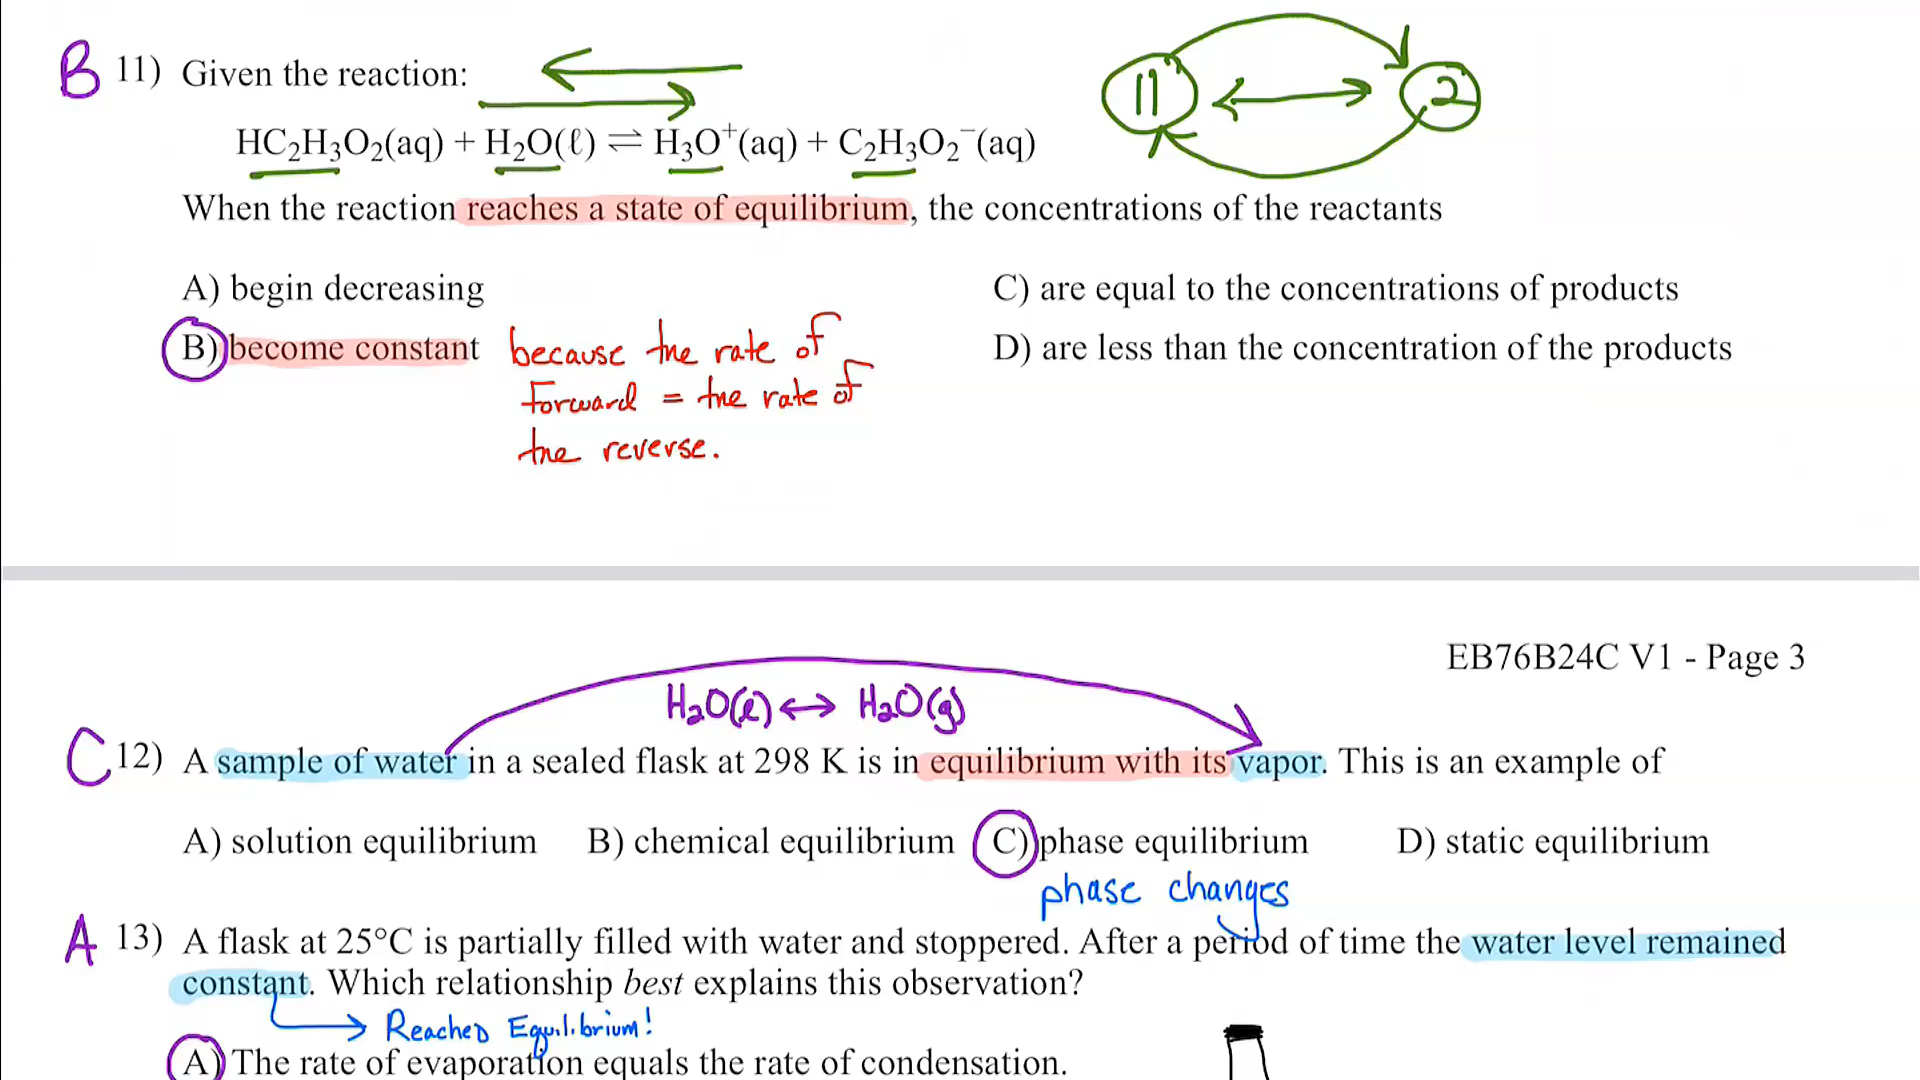 B 11) Given the reaction:
11 2
HC₂H₃O₂(aq) + H₂O(ℓ) ⇌ H₃O⁺(aq) + C₂H₃O₂⁻(aq)
When the reaction reaches a state of equilibrium, the concentrations of the reactants
A) begin decreasing
C) are equal to the concentrations of products
B) become constant
D) are less than the concentration of the products
because the rate of
Forward = the rate of
the reverse.
EB76B24C V1 - Page 3
H₂O(ℓ) ↔ H₂O(g)
C 12) A sample of water in a sealed flask at 298 K is in equilibrium with its vapor. This is an example of
A) solution equilibrium B) chemical equilibrium C) phase equilibrium D) static equilibrium
phase changes
A 13) A flask at 25°C is partially filled with water and stoppered. After a period of time the water level remained
constant. Which relationship best explains this observation?
Reached Equilibrium!
A) The rate of evaporation equals the rate of condensation.